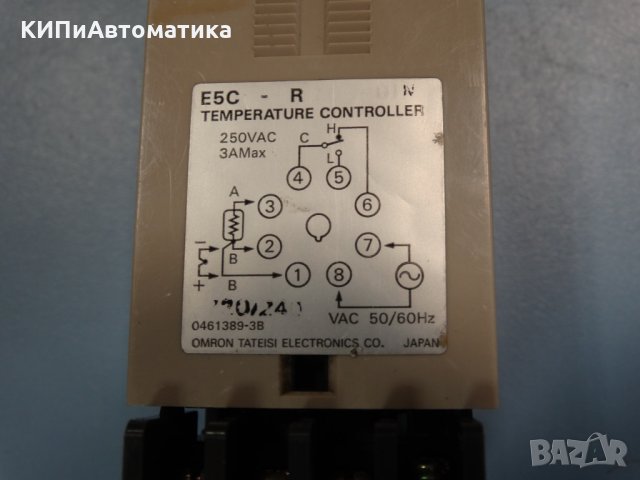 КИПиАвтоматика
E5C - R N
TEMPERATURE CONTROLLER
250VAC
3AMax
C H L
4 5
A 3 6
2 7
B
- + B 1 8
VAC 50/60Hz
0461389-3B
OMRON TATEISI ELECTRONICS CO. JAPAN
BAZAR